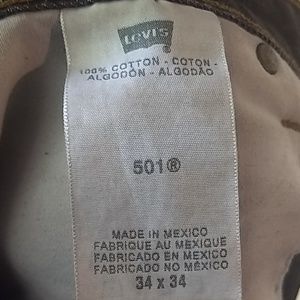 LEVI'S
100% COTTON - COTON -
ALGODÓN - ALGODÃO
501®
MADE IN MEXICO
FABRIQUE AU MEXIQUE
FABRICADO EN MEXICO
FABRICADO NO MÉXICO
34 x 34